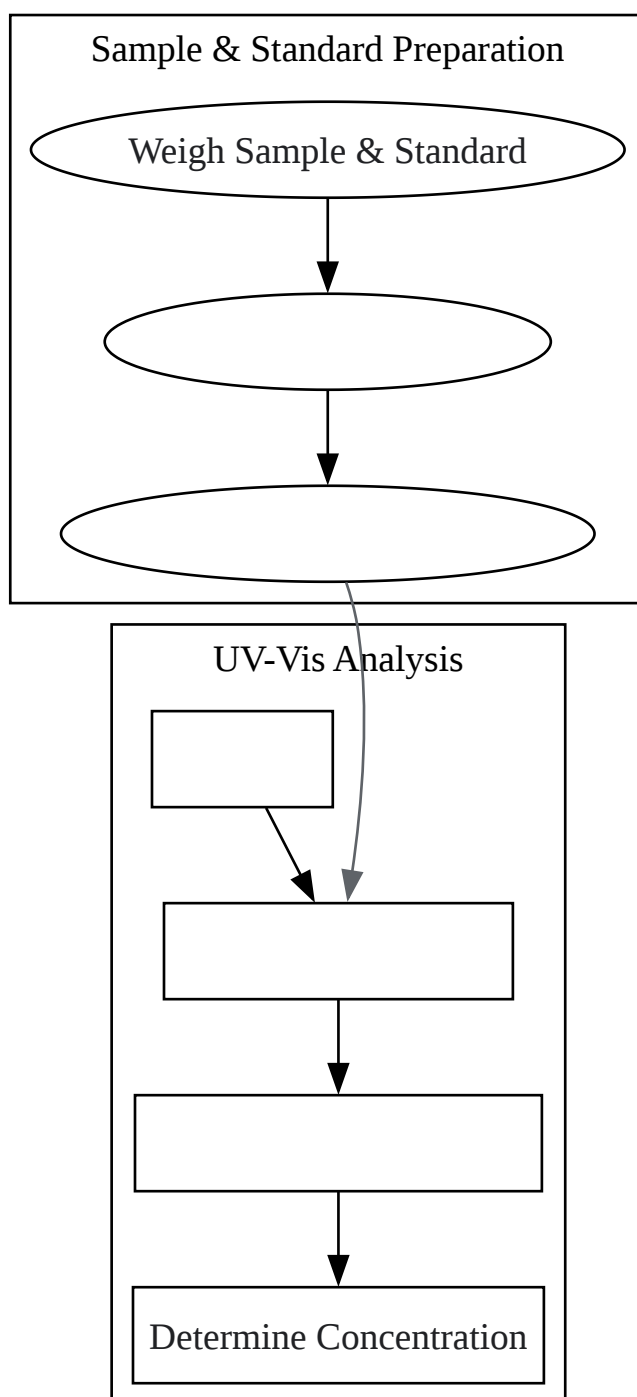 Sample & Standard Preparation
Weigh Sample & Standard
UV-Vis Analysis
Determine Concentration